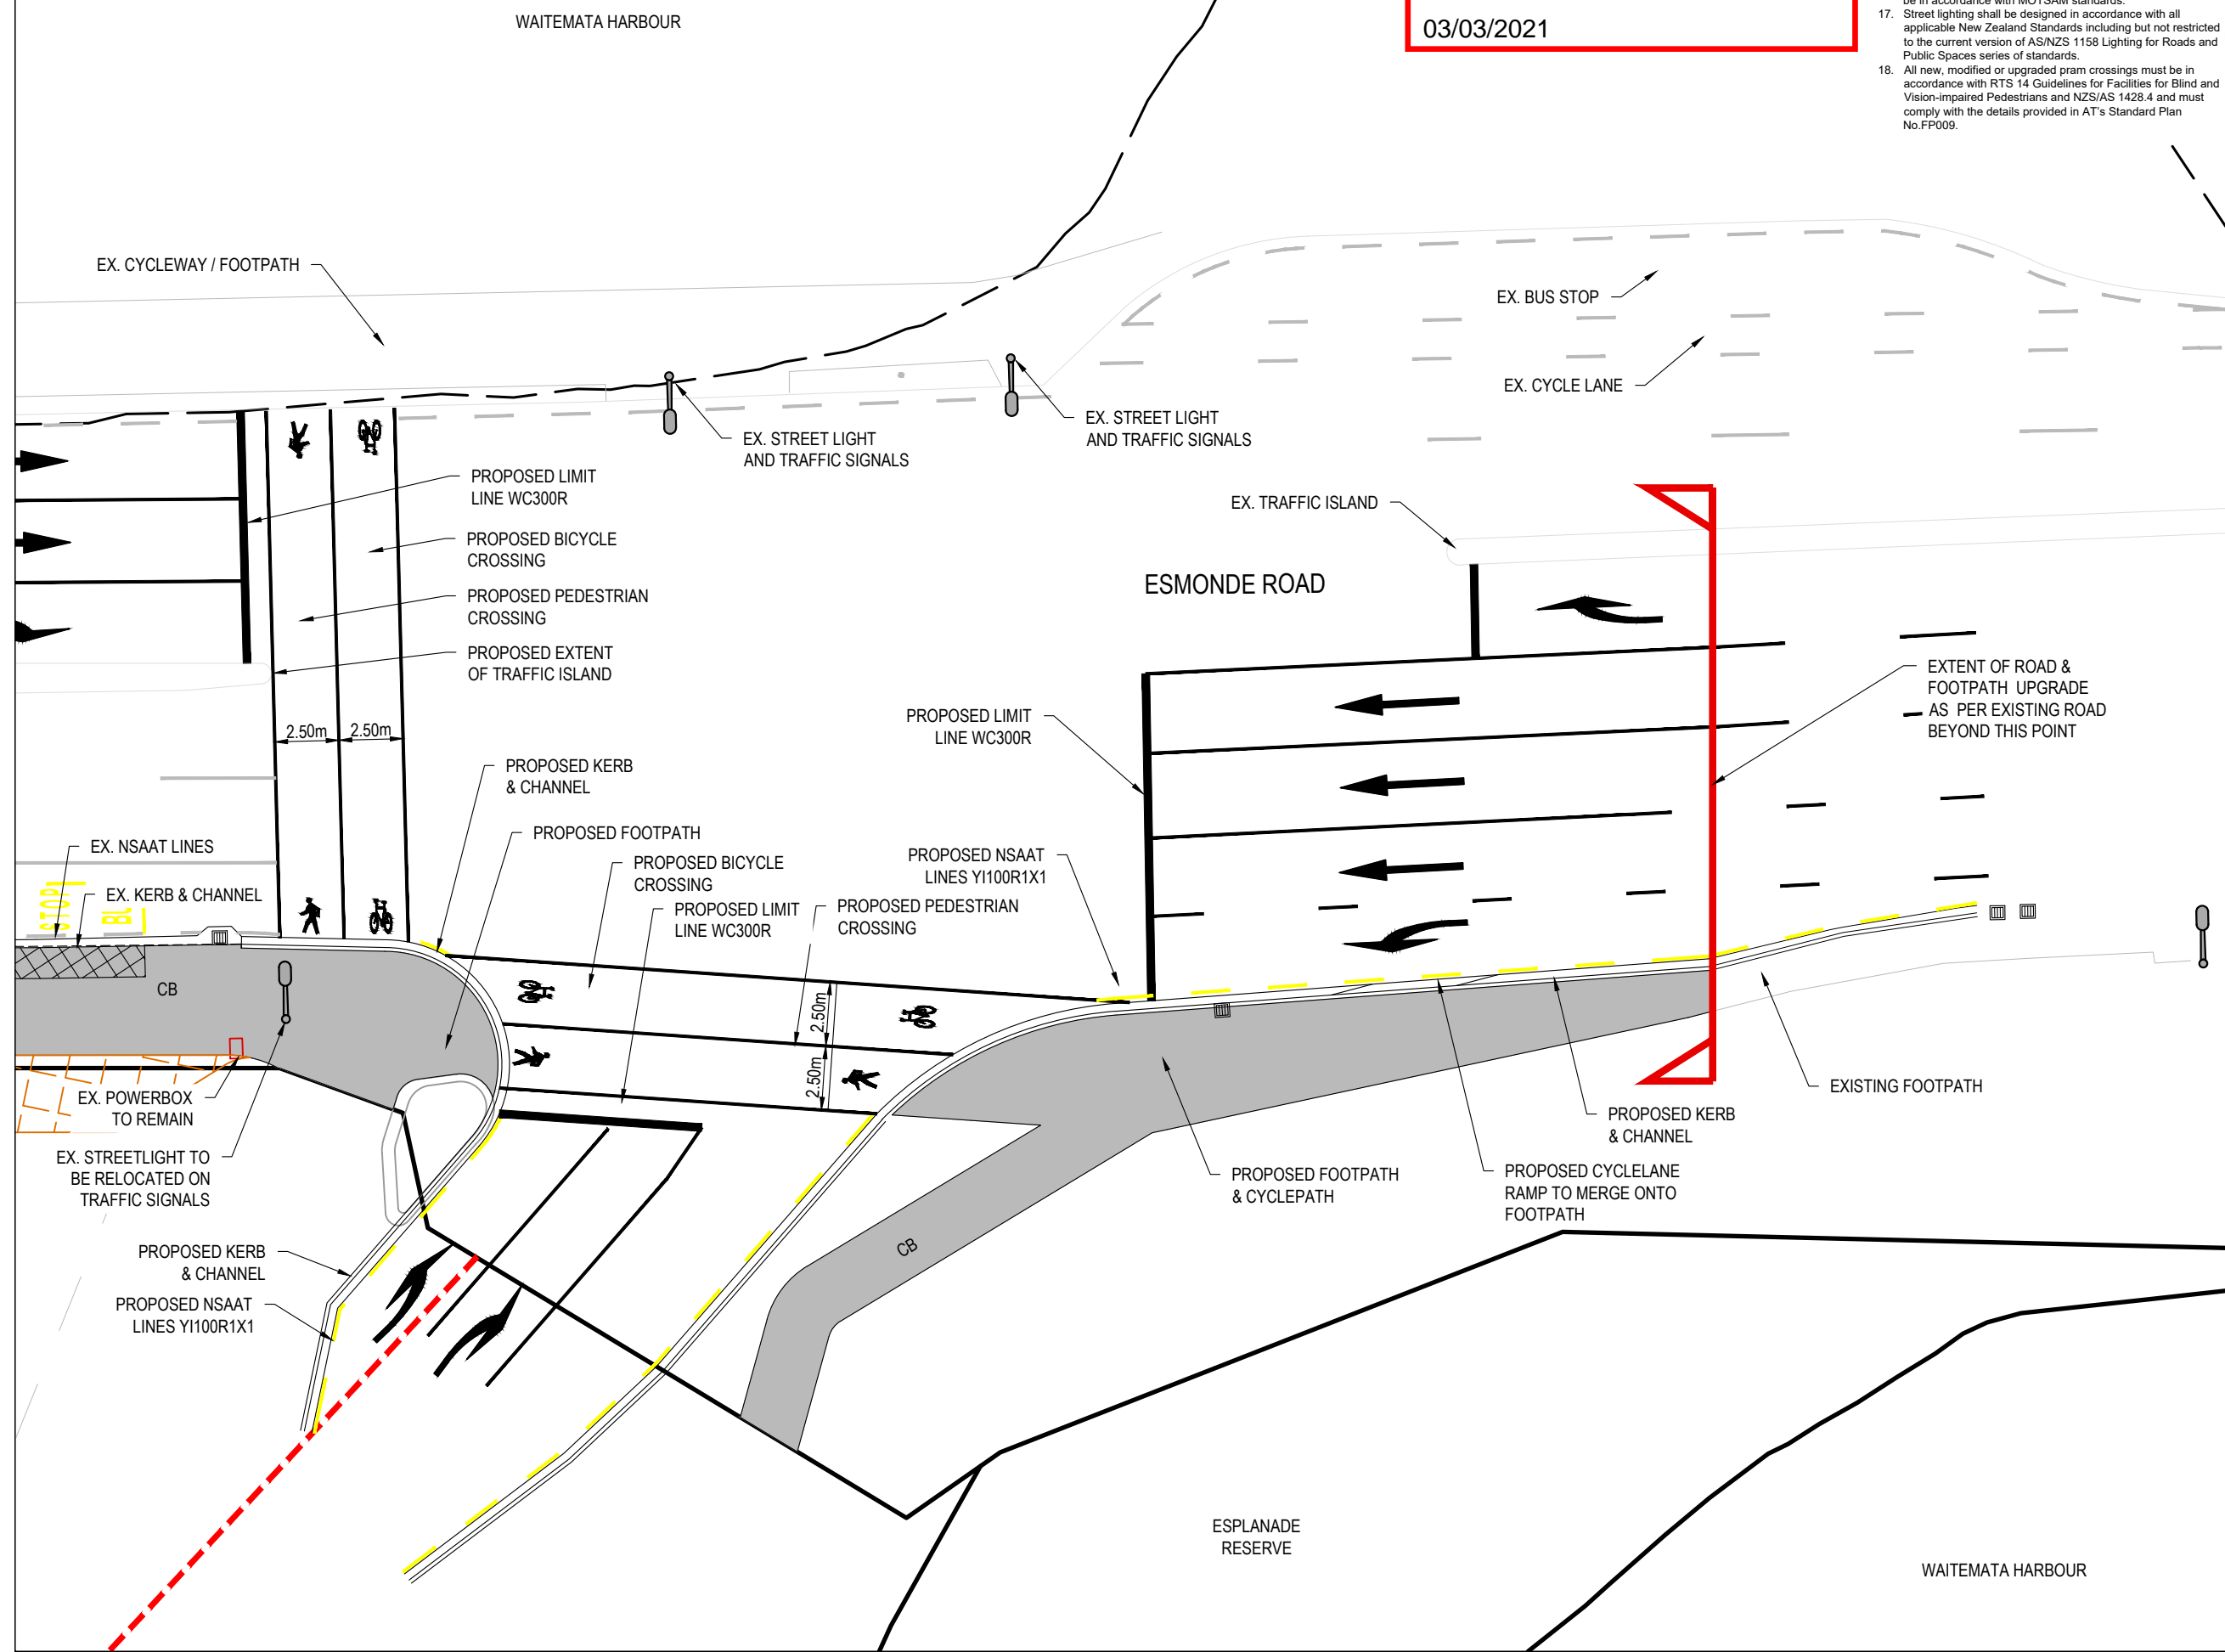 WAITEMATA HARBOUR
03/03/2021
be in accordance with MOTSAM standards.
17. Street lighting shall be designed in accordance with all
applicable New Zealand Standards including but not restricted
to the current version of AS/NZS 1158 Lighting for Roads and
Public Spaces series of standards.
18. All new, modified or upgraded pram crossings must be in
accordance with RTS 14 Guidelines for Facilities for Blind and
Vision-impaired Pedestrians and NZS/AS 1428.4 and must
comply with the details provided in AT's Standard Plan
No.FP009.
EX. CYCLEWAY / FOOTPATH
EX. BUS STOP
EX. CYCLE LANE
EX. STREET LIGHT
AND TRAFFIC SIGNALS
EX. STREET LIGHT
AND TRAFFIC SIGNALS
PROPOSED LIMIT
LINE WC300R
EX. TRAFFIC ISLAND
PROPOSED BICYCLE
CROSSING
ESMONDE ROAD
PROPOSED PEDESTRIAN
CROSSING
PROPOSED EXTENT
OF TRAFFIC ISLAND
EXTENT OF ROAD &
FOOTPATH UPGRADE
AS PER EXISTING ROAD
BEYOND THIS POINT
2.50m
2.50m
PROPOSED LIMIT
LINE WC300R
PROPOSED KERB
& CHANNEL
PROPOSED FOOTPATH
EX. NSAAT LINES
PROPOSED BICYCLE
CROSSING
PROPOSED NSAAT
LINES YI100R1X1
EX. KERB & CHANNEL
STOP
BU
PROPOSED LIMIT
LINE WC300R
PROPOSED PEDESTRIAN
CROSSING
CB
2.50m
2.50m
EX. POWERBOX
TO REMAIN
EXISTING FOOTPATH
PROPOSED KERB
& CHANNEL
EX. STREETLIGHT TO
BE RELOCATED ON
TRAFFIC SIGNALS
PROPOSED FOOTPATH
& CYCLEPATH
PROPOSED CYCLELANE
RAMP TO MERGE ONTO
FOOTPATH
CB
PROPOSED KERB
& CHANNEL
PROPOSED NSAAT
LINES YI100R1X1
ESPLANADE
RESERVE
WAITEMATA HARBOUR